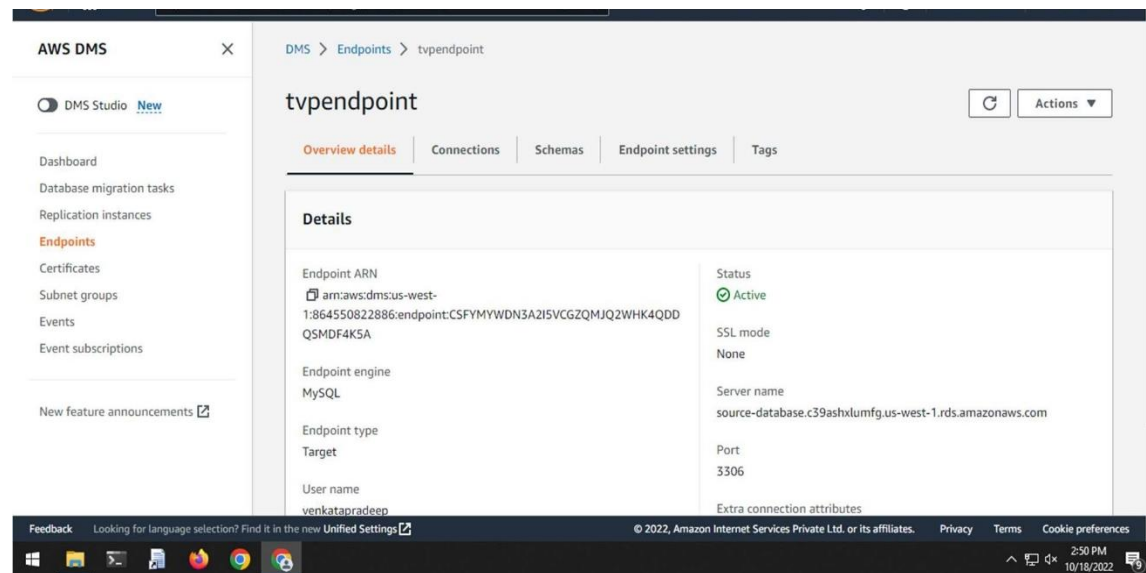 AWS DMS
DMS Studio New
Dashboard
Database migration tasks
Replication instances
Endpoints
Certificates
Subnet groups
Events
Event subscriptions
New feature announcements
DMS > Endpoints > tvpendpoint
tvpendpoint
Actions
Overview details
Connections
Schemas
Endpoint settings
Tags
Details
Endpoint ARN
arn:aws:dms:us-west-
1:864550822886:endpoint:CSFYMYWDN3A2I5VCGZQMJQ2WHK4QDD
QSMDF4K5A
Endpoint engine
MySQL
Endpoint type
Target
User name
venkatapradeep
Status
Active
SSL mode
None
Server name
source-database.c39ashxlumfg.us-west-1.rds.amazonaws.com
Port
3306
Extra connection attributes
Feedback Looking for language selection? Find it in the new Unified Settings © 2022, Amazon Internet Services Private Ltd. or its affiliates. Privacy Terms Cookie preferences
2:50 PM
10/18/2022